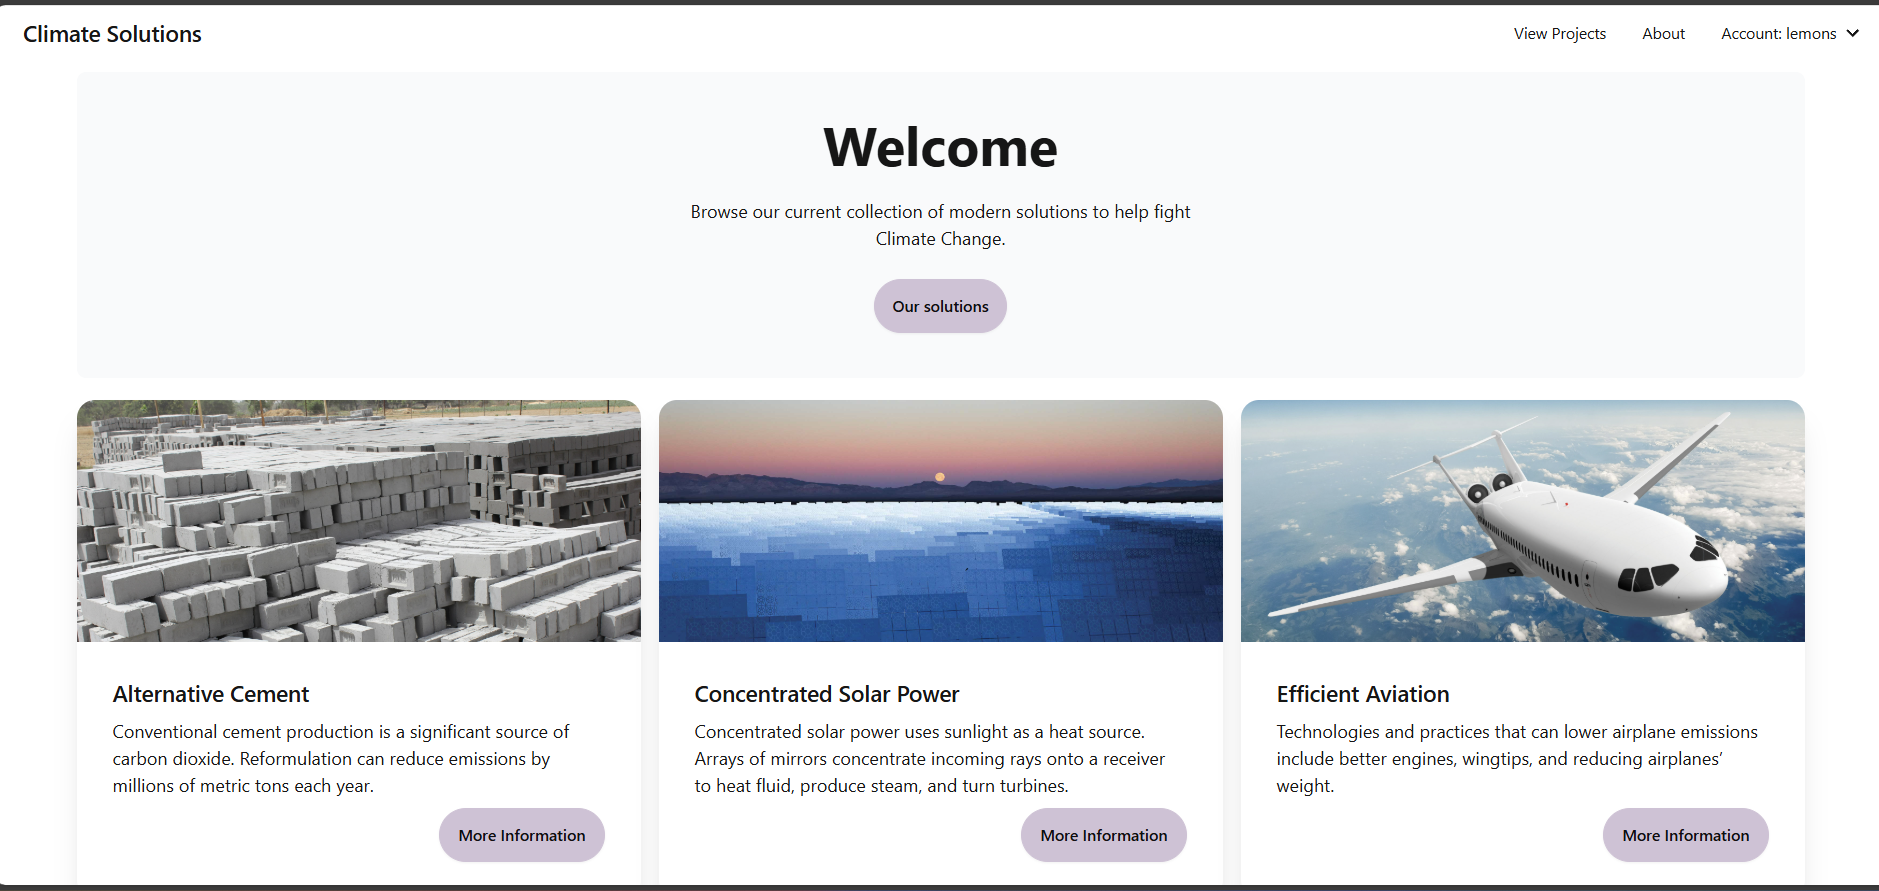 Climate Solutions
View Projects
About
Account: lemons
Welcome
Browse our current collection of modern solutions to help fight
Climate Change.
Our solutions
Alternative Cement
Conventional cement production is a significant source of
carbon dioxide. Reformulation can reduce emissions by
millions of metric tons each year.
More Information
Concentrated Solar Power
Concentrated solar power uses sunlight as a heat source.
Arrays of mirrors concentrate incoming rays onto a receiver
to heat fluid, produce steam, and turn turbines.
More Information
Efficient Aviation
Technologies and practices that can lower airplane emissions
include better engines, wingtips, and reducing airplanes’
weight.
More Information